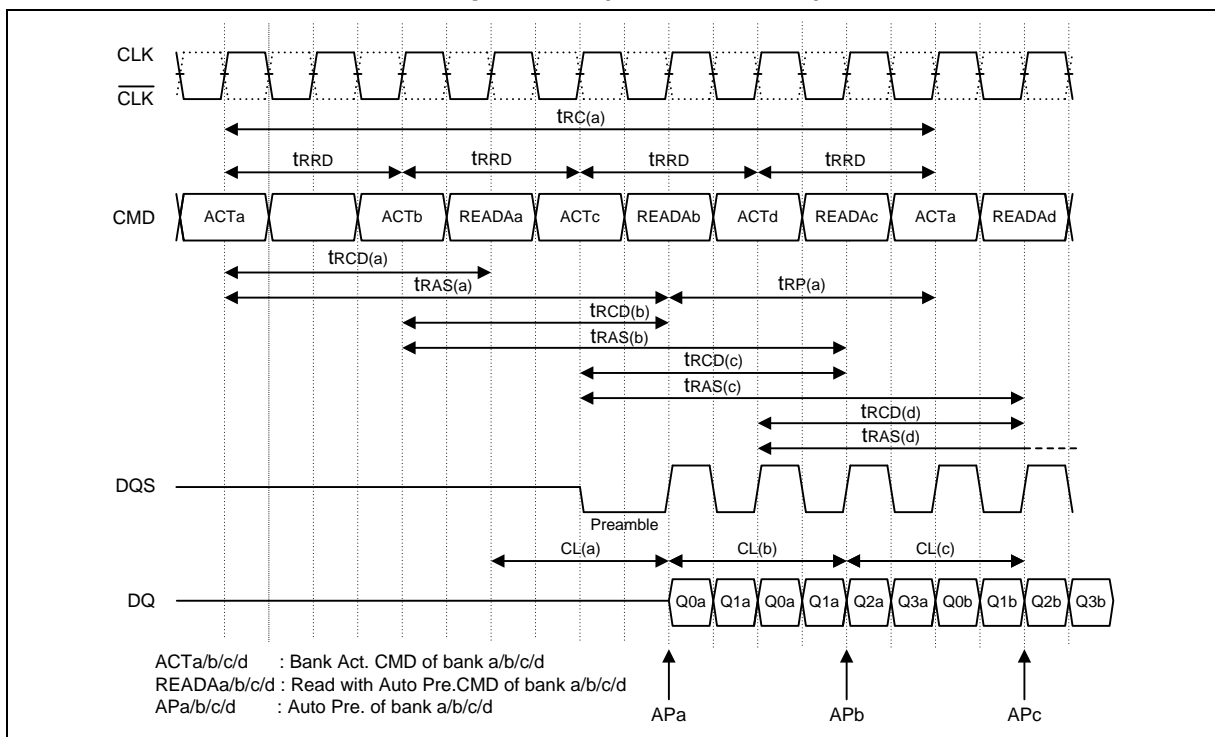 CLK
CLK
tRC(a)
tRRD tRRD tRRD tRRD
CMD ACTa ACTb READAa ACTc READAb ACTd READAc ACTa READAd
tRCD(a)
tRAS(a) tRP(a)
tRCD(b)
tRAS(b)
tRCD(c)
tRAS(c)
tRCD(d)
tRAS(d)
DQS
Preamble
CL(a) CL(b) CL(c)
DQ Q0a Q1a Q0a Q1a Q2a Q3a Q0b Q1b Q2b Q3b
ACTa/b/c/d : Bank Act. CMD of bank a/b/c/d
READAa/b/c/d : Read with Auto Pre.CMD of bank a/b/c/d
APa/b/c/d : Auto Pre. of bank a/b/c/d
APa APb APc